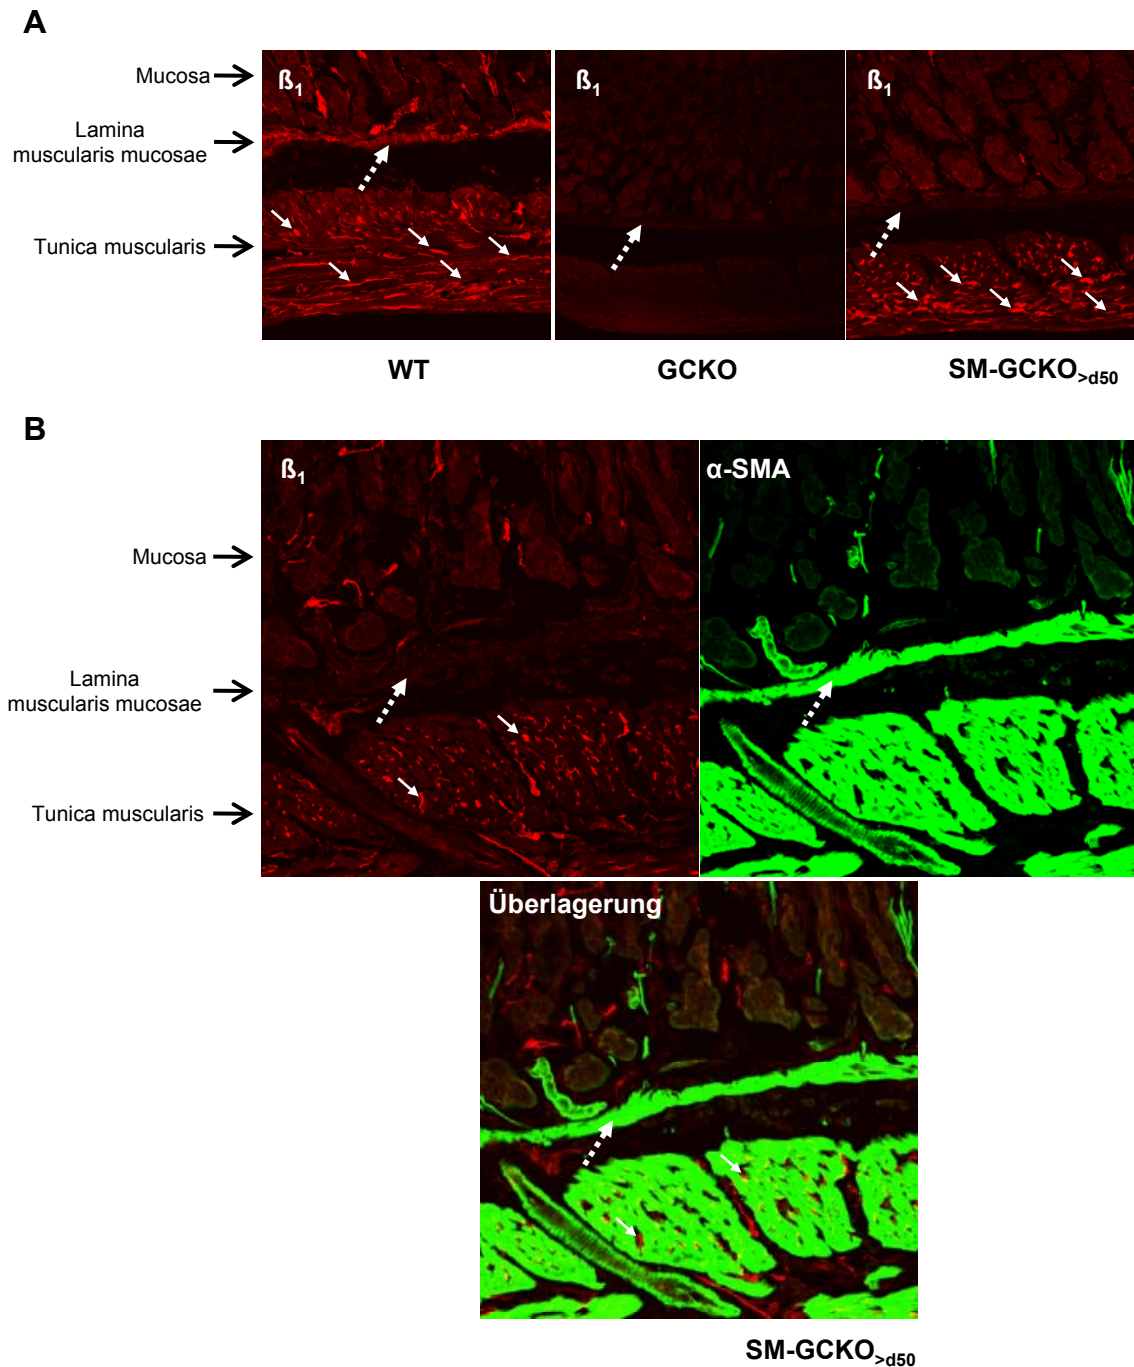 A
Mucosa
Lamina
muscularis mucosae
Tunica muscularis
ß1
ß1
ß1
WT
GCKO
SM-GCKO>d50
B
Mucosa
Lamina
muscularis mucosae
Tunica muscularis
ß1
α-SMA
Überlagerung
SM-GCKO>d50